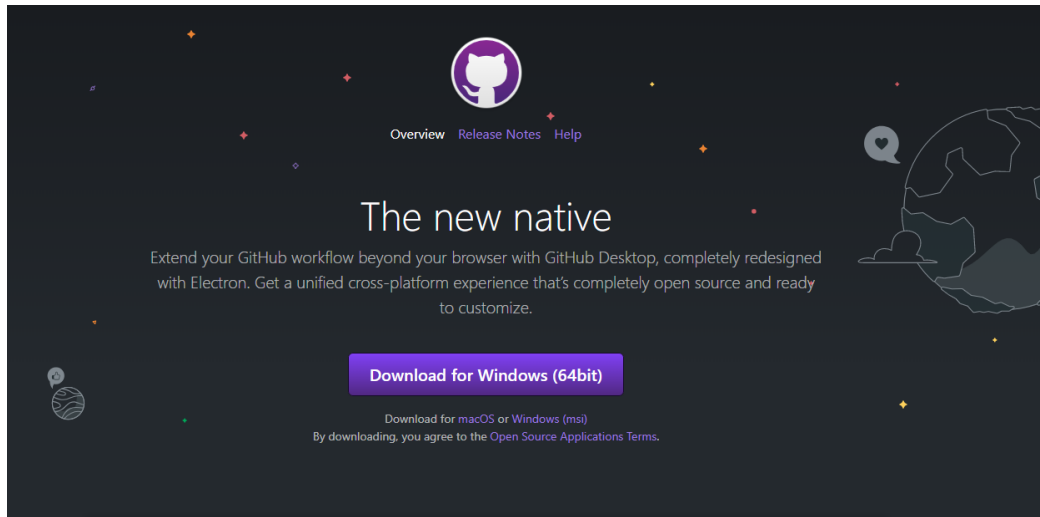 Overview Release Notes Help
The new native
Extend your GitHub workflow beyond your browser with GitHub Desktop, completely redesigned
with Electron. Get a unified cross-platform experience that's completely open source and ready
to customize.
Download for Windows (64bit)
Download for macOS or Windows (msi)
By downloading, you agree to the Open Source Applications Terms.